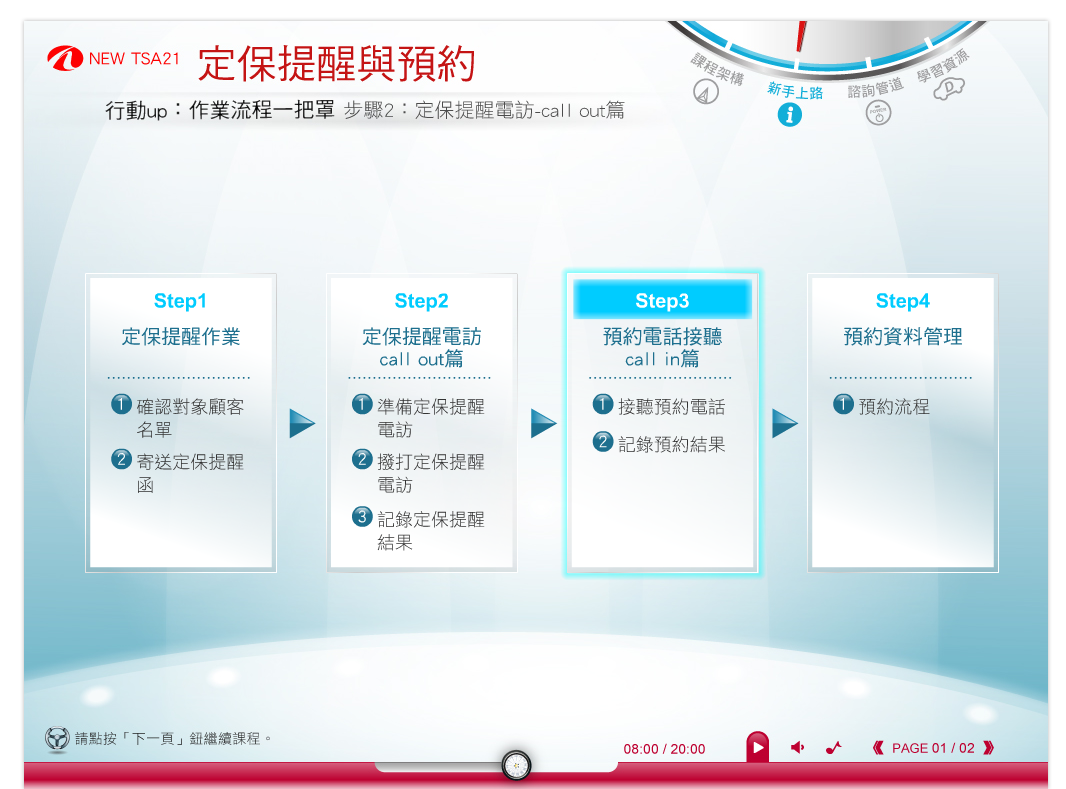 NEW TSA21 定保提醒與預約
行動up：作業流程一把罩 步驟2：定保提醒電訪-call out篇
課程架構
新手上路
諮詢管道
學習資源
POWER
D
Step1
定保提醒作業
1 確認對象顧客
名單
2 寄送定保提醒
函
Step2
定保提醒電訪
call out篇
1 準備定保提醒
電訪
2 撥打定保提醒
電訪
3 記錄定保提醒
結果
Step3
預約電話接聽
call in篇
1 接聽預約電話
2 記錄預約結果
Step4
預約資料管理
1 預約流程
請點按「下一頁」鈕繼續課程。
08:00 / 20:00
PAGE 01 / 02